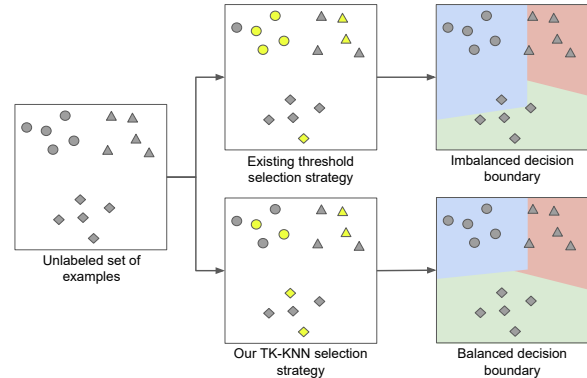 Unlabeled set of
examples
Existing threshold
selection strategy
Imbalanced decision
boundary
Our TK-KNN selection
strategy
Balanced decision
boundary